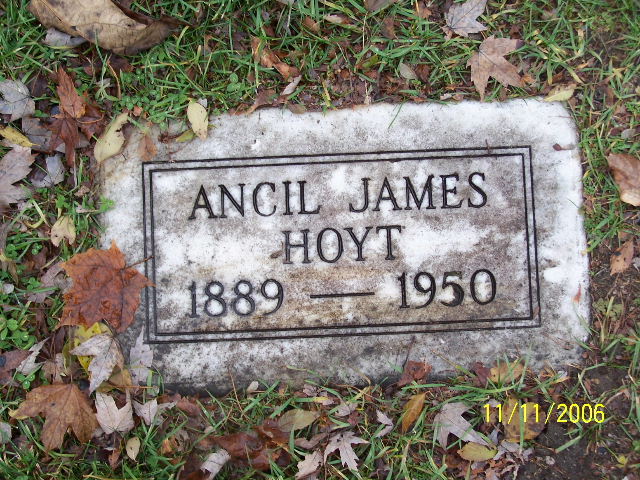 ANCIL JAMES
HOYT
1889 — 1950
11/11/2006